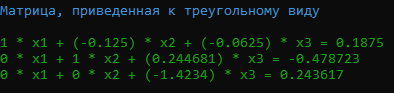 Матрица, приведенная к треугольному виду
1 * x1 + (-0.125) * x2 + (-0.0625) * x3 = 0.1875
0 * x1 + 1 * x2 + (0.244681) * x3 = -0.478723
0 * x1 + 0 * x2 + (-1.4234) * x3 = 0.243617